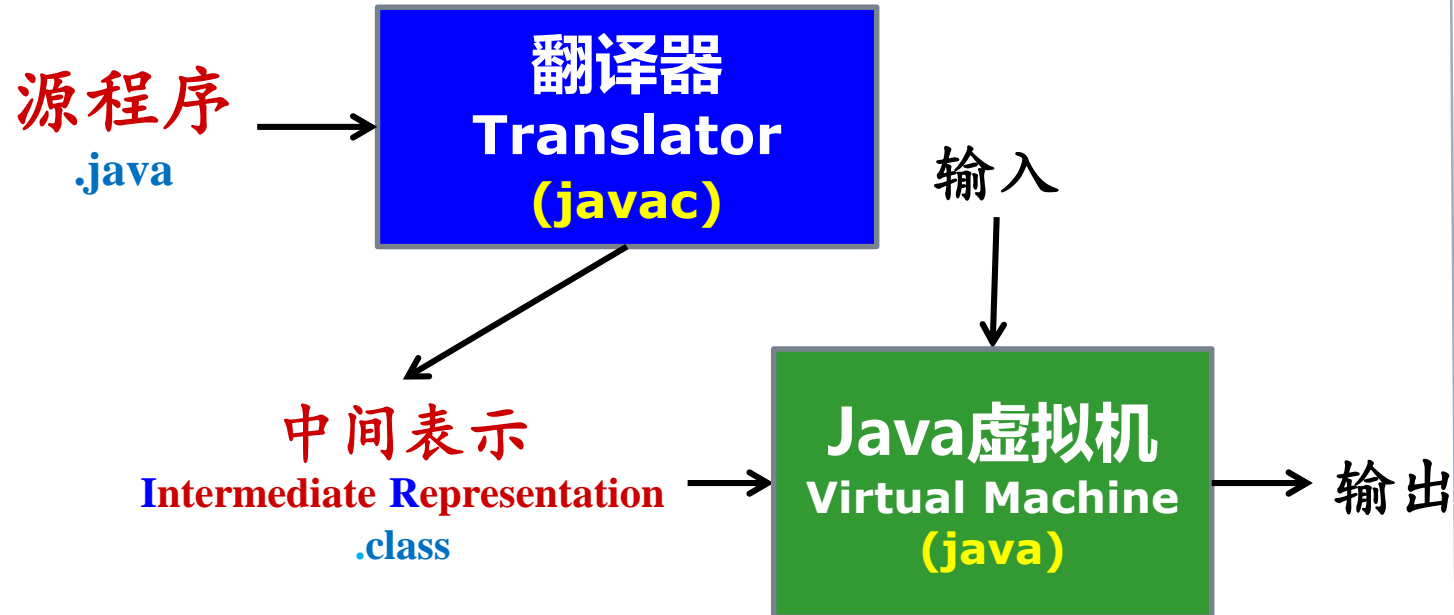 源程序
.java
翻译器
Translator
(javac)
输入
中间表示
Intermediate Representation
.class
Java虚拟机
Virtual Machine
(java)
输出